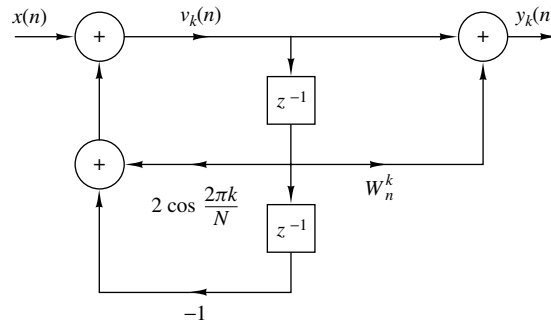 x(n) v_k(n) y_k(n
+ +
z⁻¹
+
2 cos 2πk/N W_n^k
z⁻¹
−1